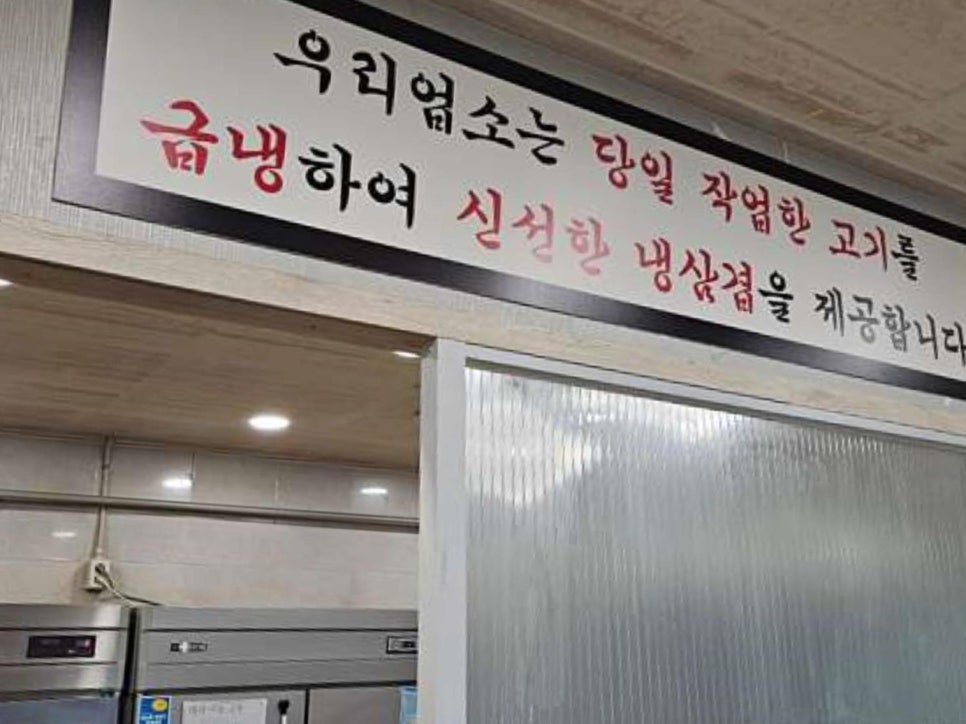 우리업소는 당일 작업한 고기를
급냉하여 신선한 냉삼겹을 제공합니다